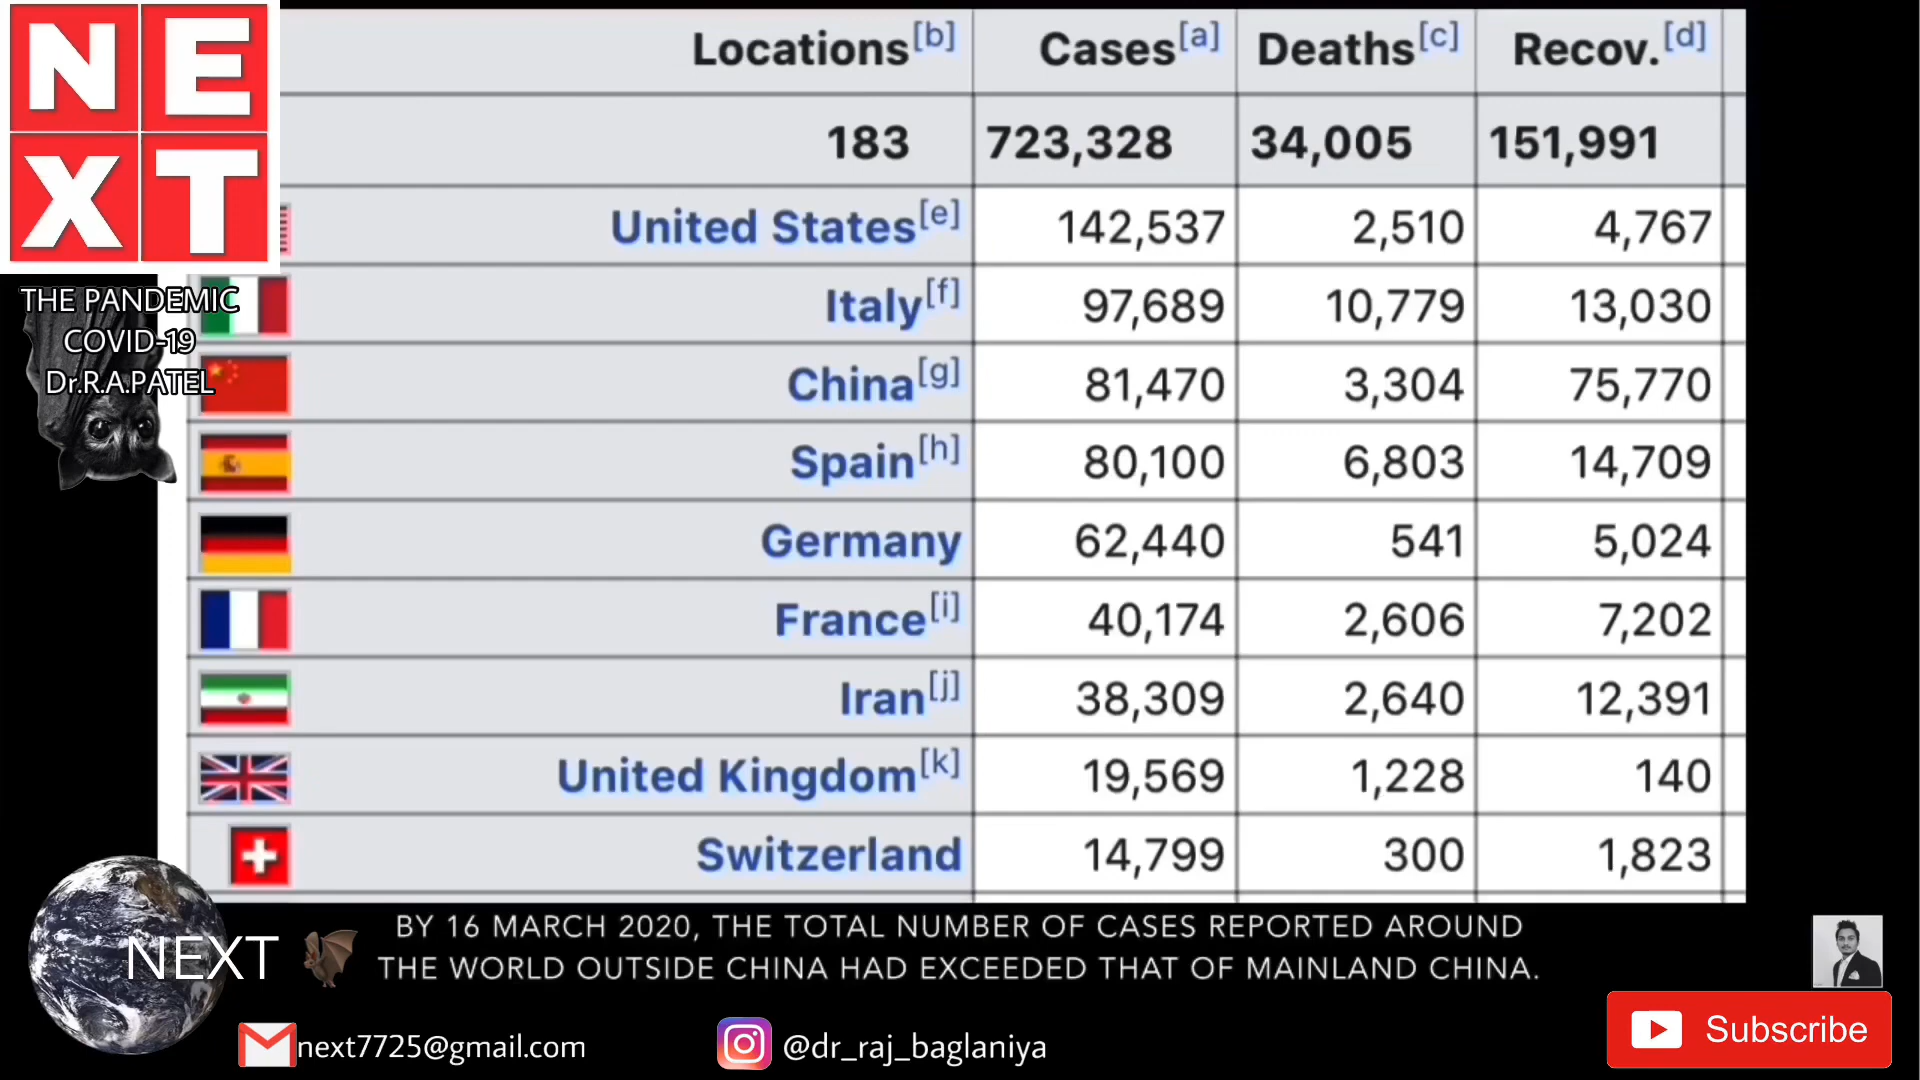 NE
XT
THE PANDEMIC
COVID-19
Dr.R.A.PATEL
Locations[b] Cases[a] Deaths[c] Recov.[d]
183 723,328 34,005 151,991
United States[e] 142,537 2,510 4,767
Italy[f] 97,689 10,779 13,030
China[g] 81,470 3,304 75,770
Spain[h] 80,100 6,803 14,709
Germany 62,440 541 5,024
France[i] 40,174 2,606 7,202
Iran[j] 38,309 2,640 12,391
United Kingdom[k] 19,569 1,228 140
Switzerland 14,799 300 1,823
NEXT
BY 16 MARCH 2020, THE TOTAL NUMBER OF CASES REPORTED AROUND
THE WORLD OUTSIDE CHINA HAD EXCEEDED THAT OF MAINLAND CHINA.
next7725@gmail.com
@dr_raj_baglaniya
Subscribe